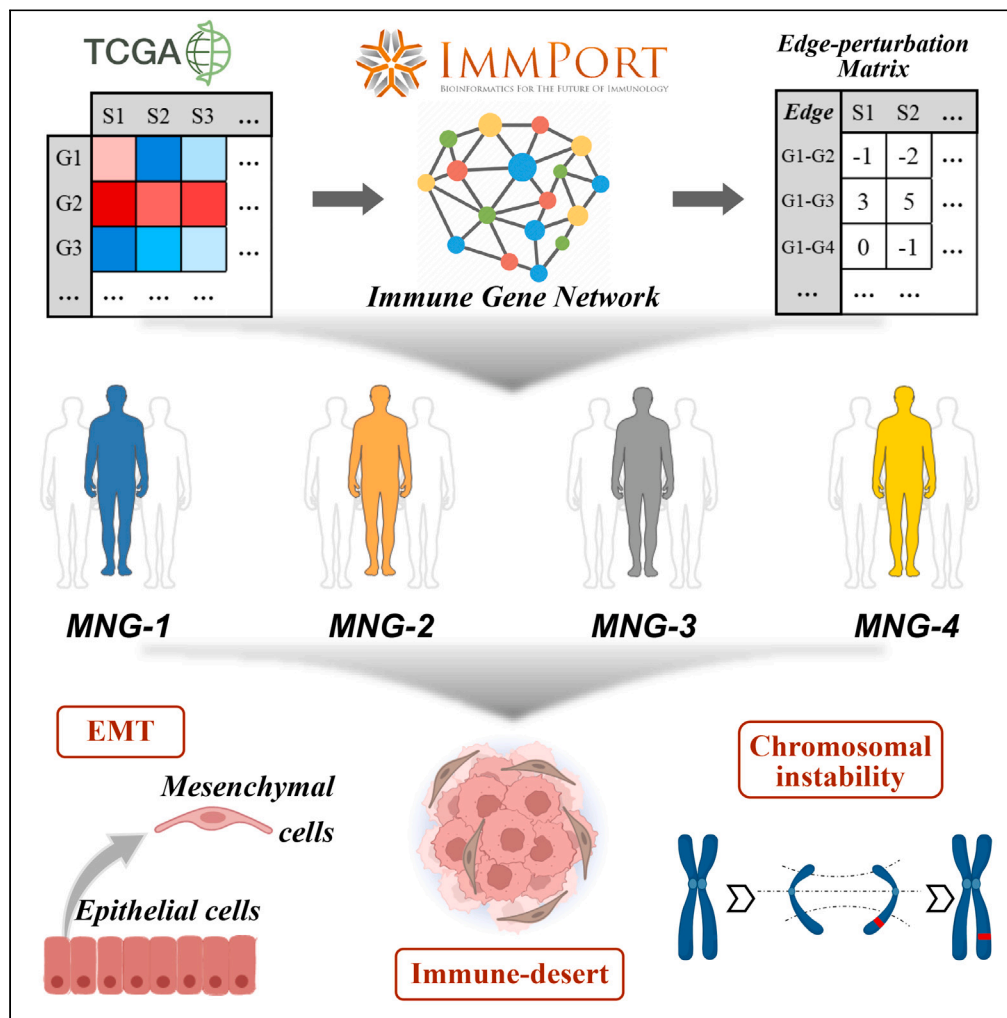 TCGA
IMMPORT
BIOINFORMATICS FOR THE FUTURE OF IMMUNOLOGY
Edge-perturbation
Matrix
S1 S2 S3 ...
G1 ...
G2 ...
G3 ...
... ... ... ...
Immune Gene Network
Edge S1 S2 ...
G1-G2 -1 -2 ...
G1-G3 3 5 ...
G1-G4 0 -1 ...
... ... ...
MNG-1 MNG-2 MNG-3 MNG-4
EMT
Mesenchymal
cells
Epithelial cells
Immune-desert
Chromosomal
instability